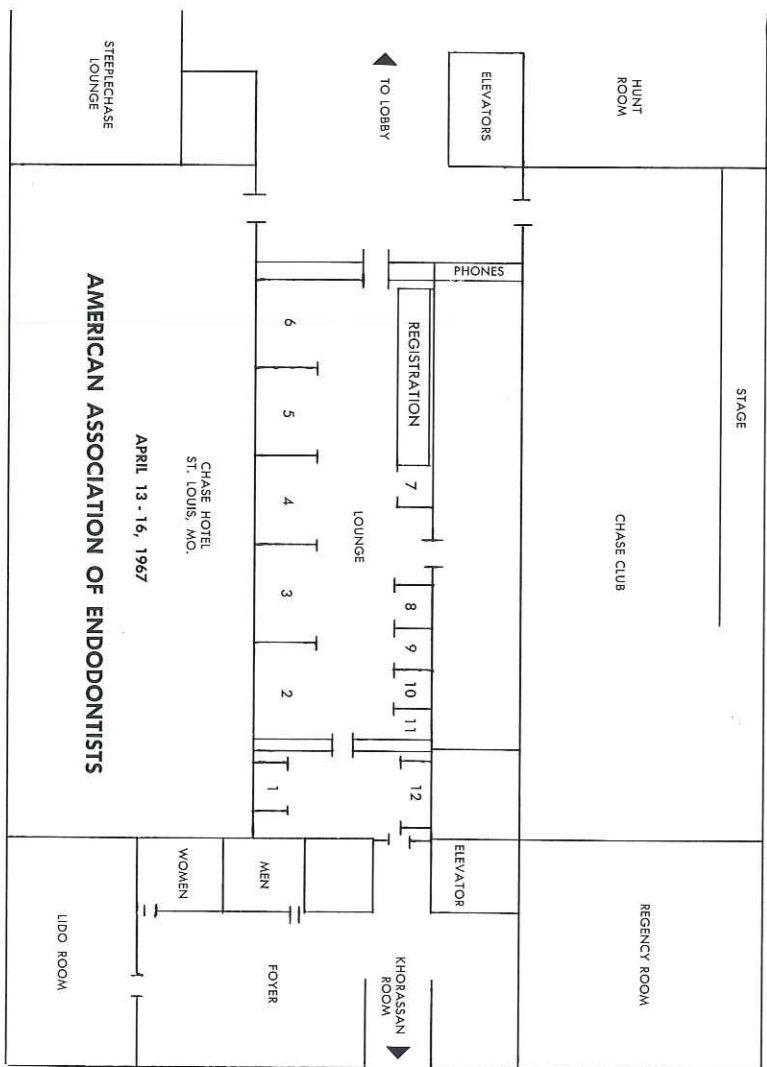 STAGE
HUNT
ROOM
CHASE CLUB
REGENCY ROOM
ELEVATORS
PHONES
ELEVATOR
REGISTRATION
7
8
9
10
11
12
TO LOBBY
LOUNGE
KHORASSAN
ROOM
6
5
4
3
2
1
MEN
FOYER
WOMEN
CHASE HOTEL
ST. LOUIS, MO.
APRIL 13 - 16, 1967
STEEPLECHASE
LOUNGE
AMERICAN ASSOCIATION OF ENDODONTISTS
LIDO ROOM